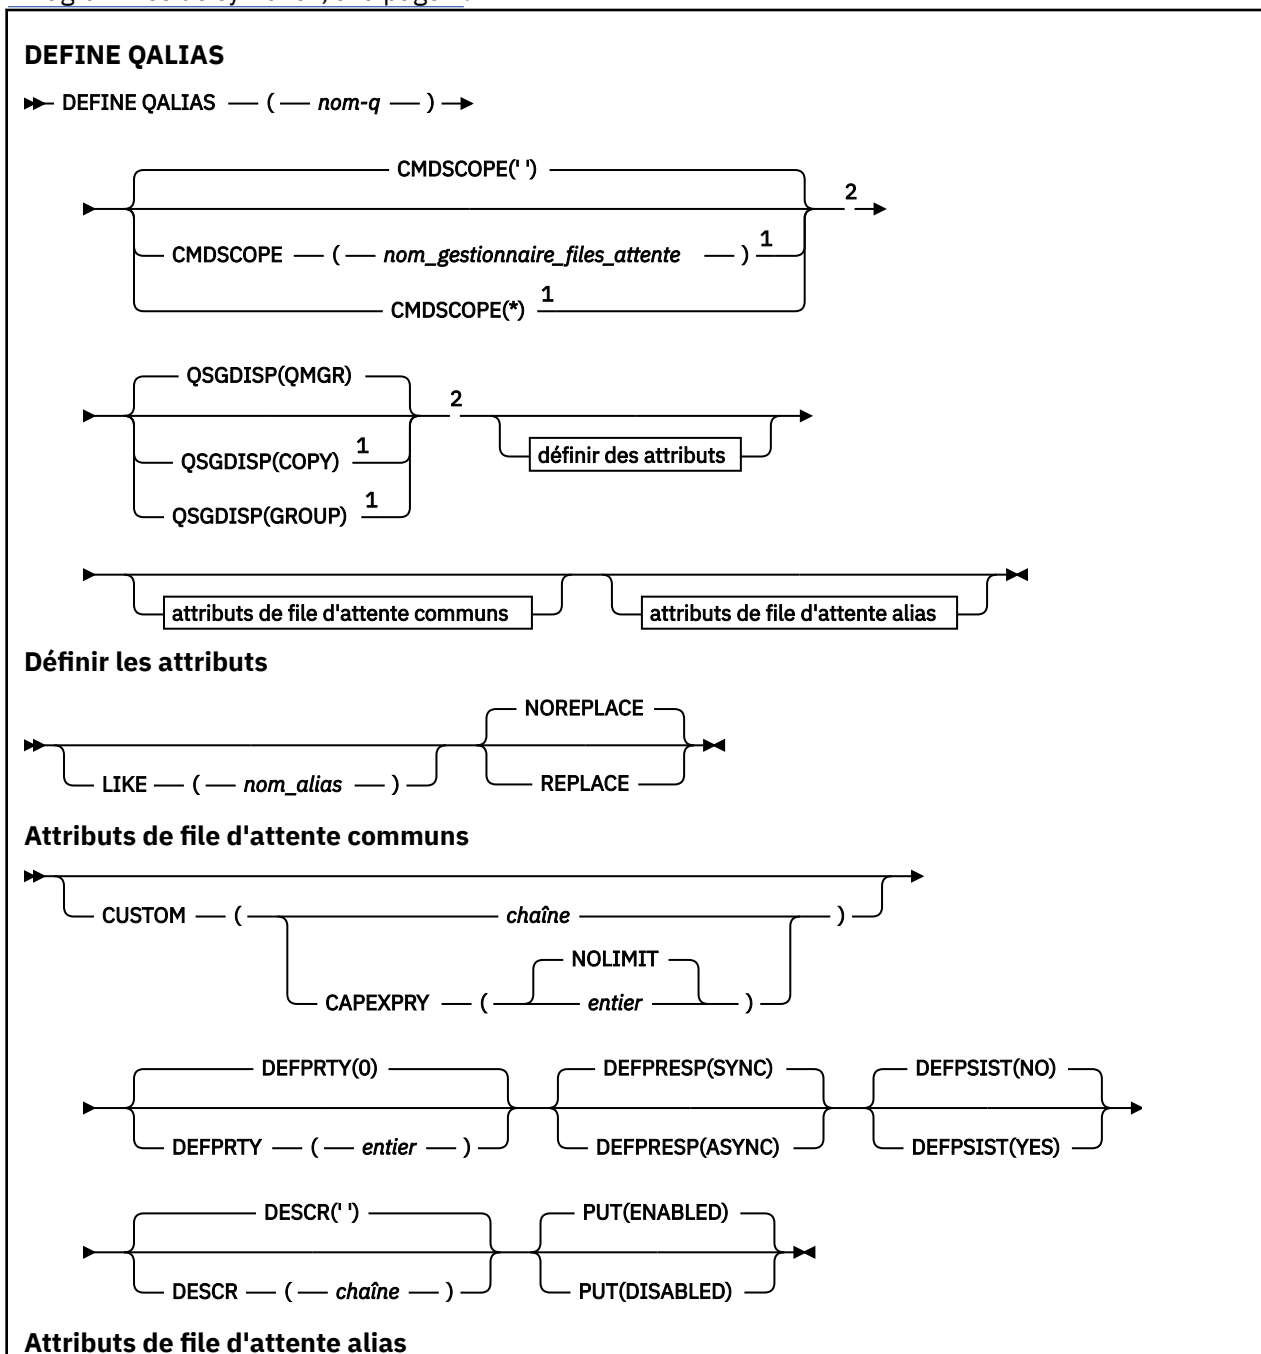 DEFINE QALIAS
DEFINE QALIAS ( nom-q )
CMDSCOPE(' ')
2
CMDSCOPE ( nom_gestionnaire_files_attente ) 1
CMDSCOPE(*) 1
QSGDISP(QMGR)
2
QSGDISP(COPY) 1
définir des attributs
QSGDISP(GROUP) 1
attributs de file d'attente communs
attributs de file d'attente alias
Définir les attributs
NOREPLACE
LIKE ( nom_alias )
REPLACE
Attributs de file d'attente communs
CUSTOM ( chaîne )
NOLIMIT
CAPEXPRY ( entier )
DEFPRTY(0)
DEFPRESP(SYNC)
DEFPSIST(NO)
DEFPRTY ( entier )
DEFPRESP(ASYNC)
DEFPSIST(YES)
DESCR(' ')
PUT(ENABLED)
DESCR ( chaîne )
PUT(DISABLED)
Attributs de file d'attente alias